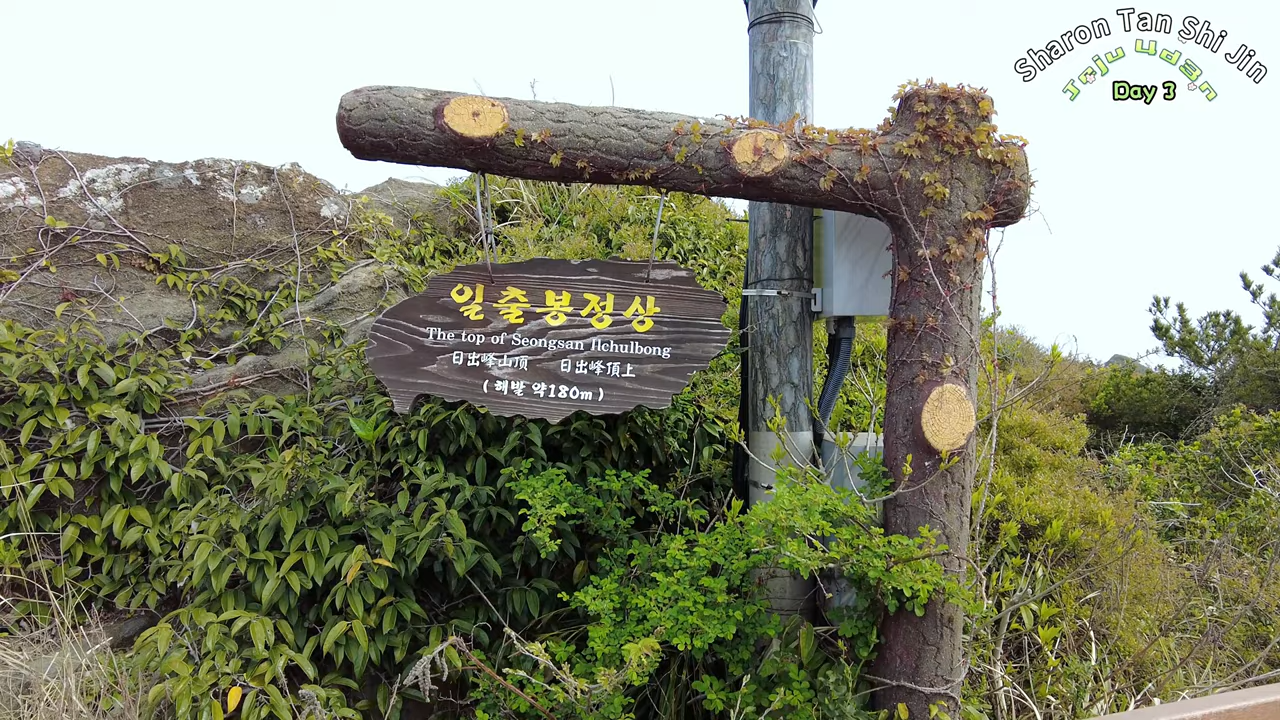 Sharon Tan Shi Jin
Day 3
일출봉정상
The top of Seongsan Ilchulbong
日出峰山顶 日出峰頂上
(해발 약180m)